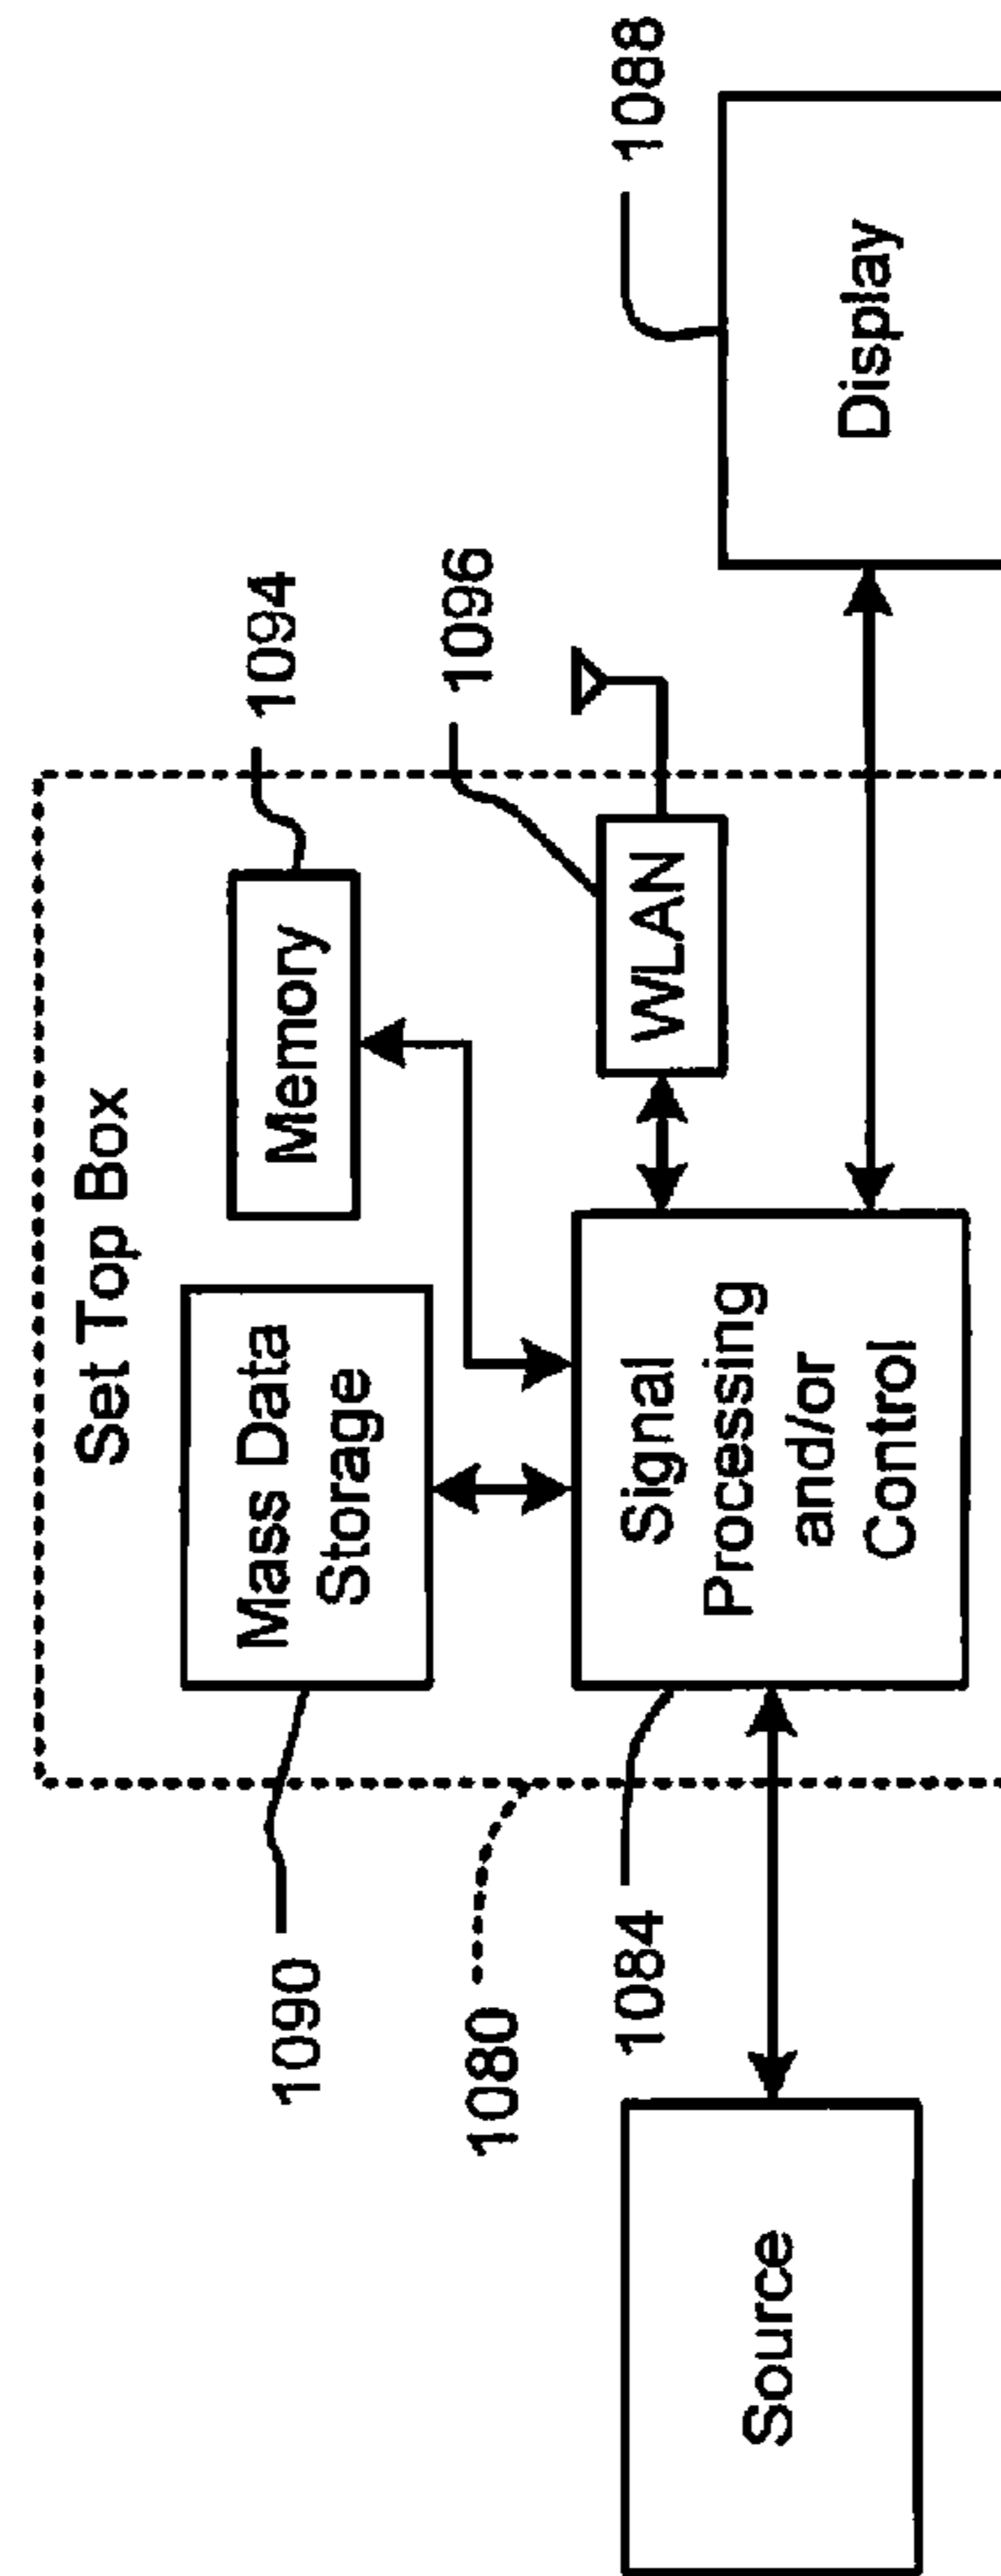 Set Top Box
1094
1088
1090
Mass Data
Storage
Memory
1096
1080
1084
Signal
Processing
and/or
Control
WLAN
Source
Display